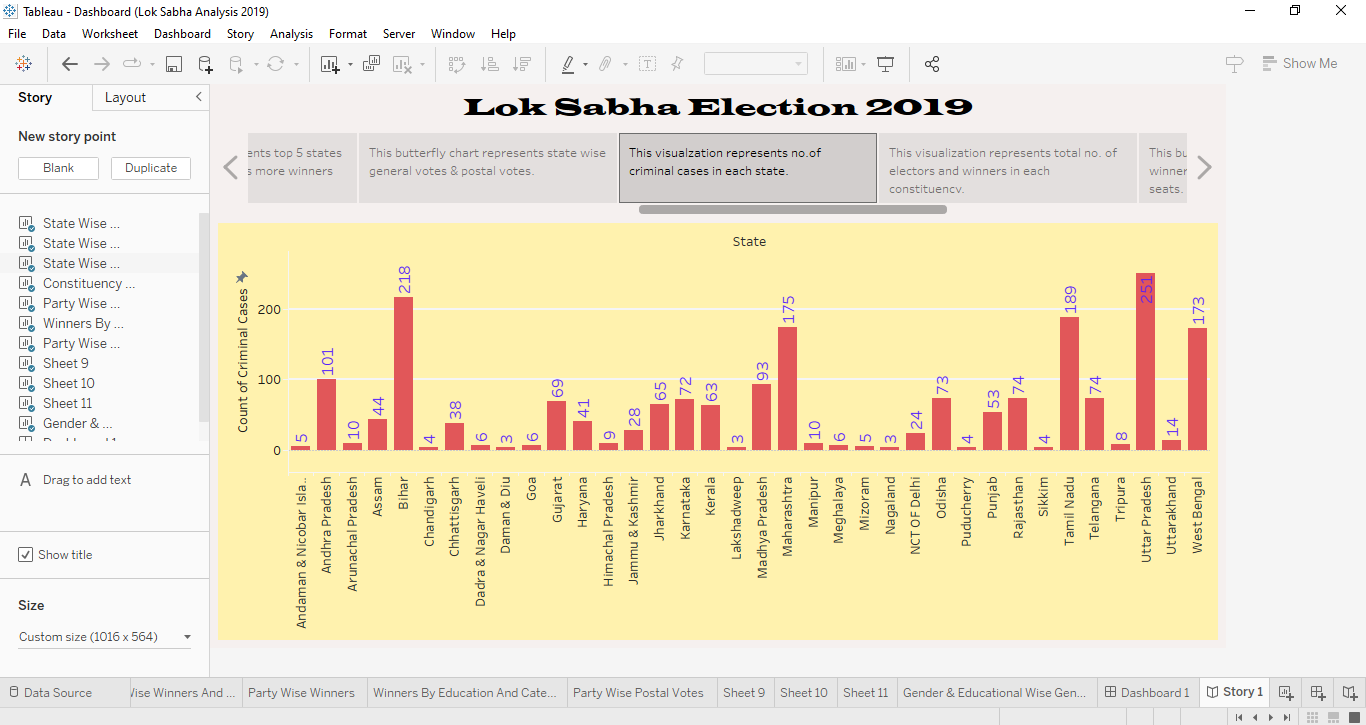 Tableau - Dashboard (Lok Sabha Analysis 2019)
File Data Worksheet Dashboard Story Analysis Format Server Window Help
Show Me
Story Layout
New story point
Blank Duplicate
State Wise ...
State Wise ...
State Wise ...
Constituency ...
Party Wise ...
Winners By ...
Party Wise ...
Sheet 9
Sheet 10
Sheet 11
Gender & ...
Dashboard 1
A Drag to add text
Show title
Size
Custom size (1016 x 564)
Lok Sabha Election 2019
ents top 5 states
s more winners
This butterfly chart represents state wise
general votes & postal votes.
This visualzation represents no.of
criminal cases in each state.
This visualization represents total no. of
electors and winners in each
constituency.
This bu
winner
seats.
State
Count of Criminal Cases
200
100
0
5
101
10
44
218
4
38
6
3
6
69
41
9
28
65
72
63
3
93
175
10
6
5
3
24
73
4
53
74
4
189
74
8
251
14
173
Andaman & Nicobar Isla..
Andhra Pradesh
Arunachal Pradesh
Assam
Bihar
Chandigarh
Chhattisgarh
Dadra & Nagar Haveli
Daman & Diu
Goa
Gujarat
Haryana
Himachal Pradesh
Jammu & Kashmir
Jharkhand
Karnataka
Kerala
Lakshadweep
Madhya Pradesh
Maharashtra
Manipur
Meghalaya
Mizoram
Nagaland
NCT OF Delhi
Odisha
Puducherry
Punjab
Rajasthan
Sikkim
Tamil Nadu
Telangana
Tripura
Uttar Pradesh
Uttarakhand
West Bengal
Data Source Wise Winners And ... Party Wise Winners Winners By Education And Cate... Party Wise Postal Votes Sheet 9 Sheet 10 Sheet 11 Gender & Educational Wise Gen... Dashboard 1 Story 1